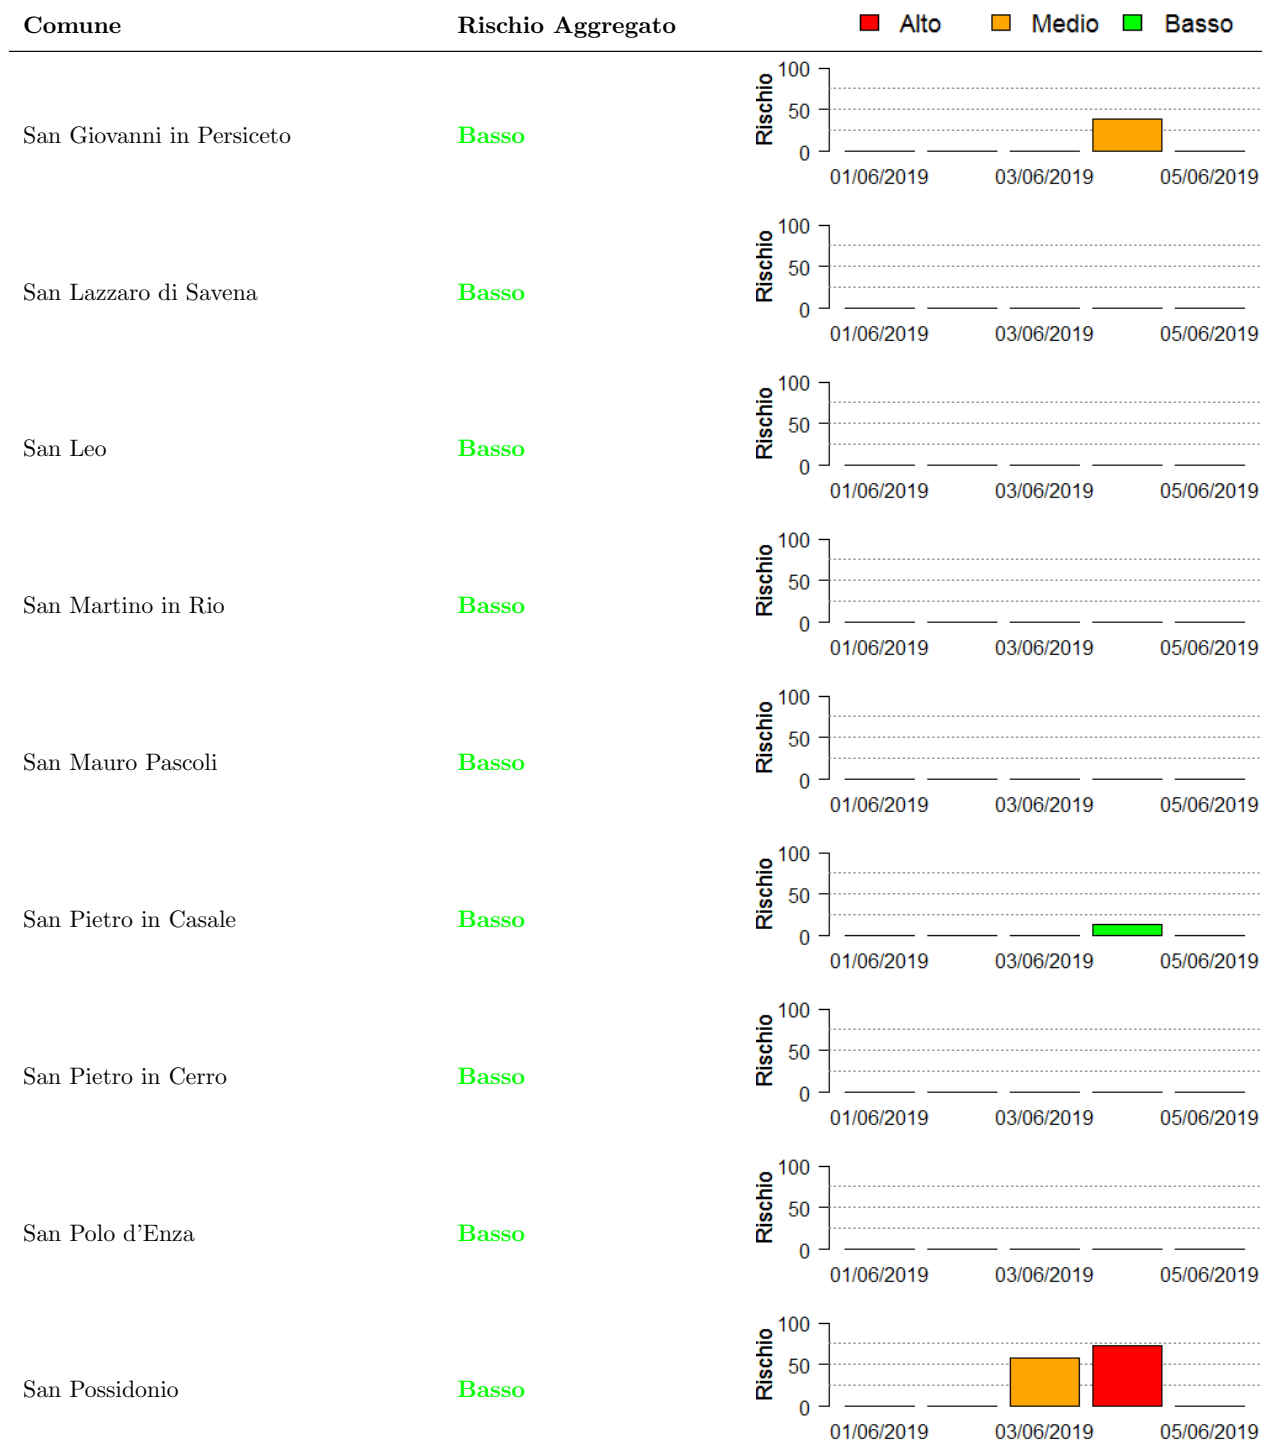 Comune Rischio Aggregato Alto Medio Basso
San Giovanni in Persiceto Basso Rischio 100 50 0
01/06/2019 03/06/2019 05/06/2019
San Lazzaro di Savena Basso Rischio 100 50 0
01/06/2019 03/06/2019 05/06/2019
San Leo Basso Rischio 100 50 0
01/06/2019 03/06/2019 05/06/2019
San Martino in Rio Basso Rischio 100 50 0
01/06/2019 03/06/2019 05/06/2019
San Mauro Pascoli Basso Rischio 100 50 0
01/06/2019 03/06/2019 05/06/2019
San Pietro in Casale Basso Rischio 100 50 0
01/06/2019 03/06/2019 05/06/2019
San Pietro in Cerro Basso Rischio 100 50 0
01/06/2019 03/06/2019 05/06/2019
San Polo d'Enza Basso Rischio 100 50 0
01/06/2019 03/06/2019 05/06/2019
San Possidonio Basso Rischio 100 50 0
01/06/2019 03/06/2019 05/06/2019